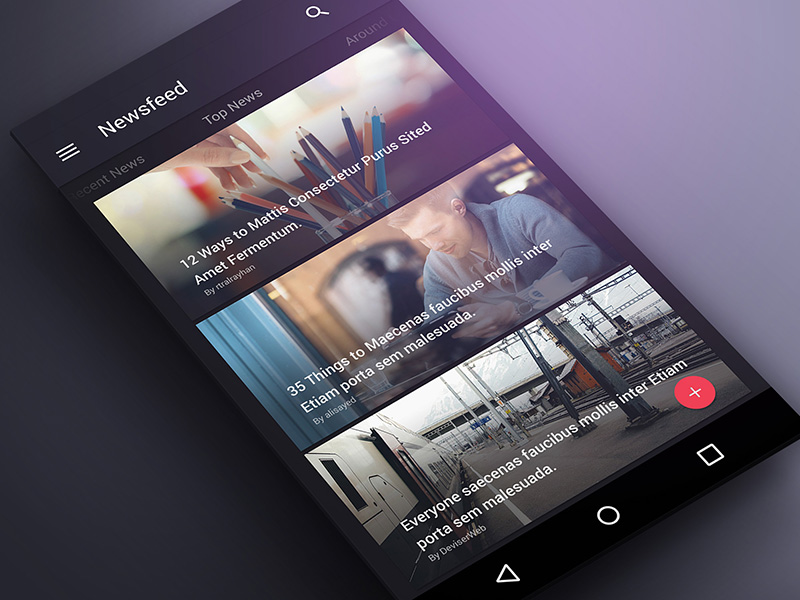 Newsfeed
Recent News
Top News
Around
12 Ways to Mattis Consectetur Purus Sited
Amet Fermentum.
By rtralrayhan
35 Things to Maecenas faucibus mollis inter
Etiam porta sem malesuada.
By alisayed
Everyone saecenas faucibus mollis inter Etiam
porta sem malesuada.
By DeviserWeb